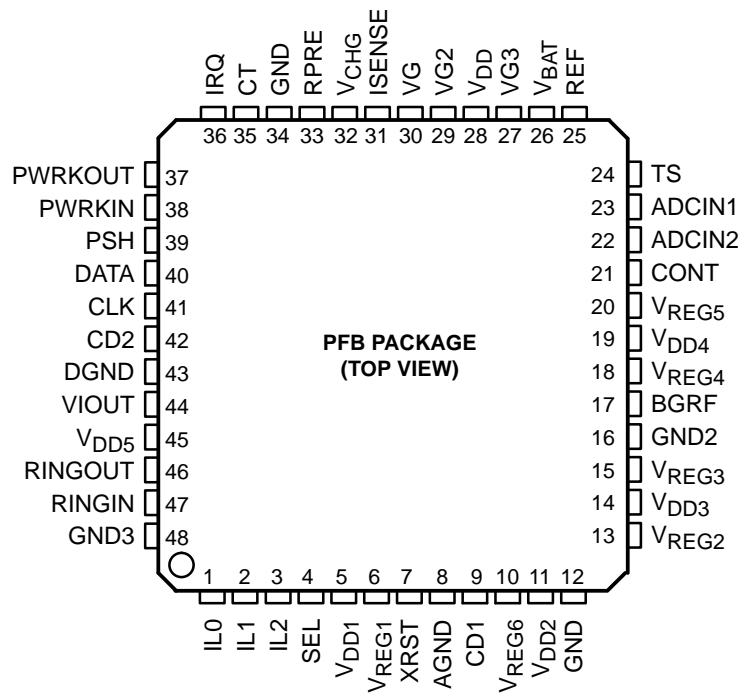 IRQ CT GND RPRE VCHG ISENSE VG VG2 VDD VG3 VBAT REF
36 35 34 33 32 31 30 29 28 27 26 25
PWRKOUT 37 24 TS
PWRKIN 38 23 ADCIN1
PSH 39 22 ADCIN2
DATA 40 21 CONT
CLK 41 20 VREG5
CD2 42 19 VDD4
DGND 43 18 VREG4
VIOUT 44 17 BGRF
VDD5 45 16 GND2
RINGOUT 46 15 VREG3
RINGIN 47 14 VDD3
GND3 48 13 VREG2
PFB PACKAGE
(TOP VIEW)
1 2 3 4 5 6 7 8 9 10 11 12
IL0 IL1 IL2 SEL VDD1 VREG1 XRST AGND CD1 VREG6 VDD2 GND